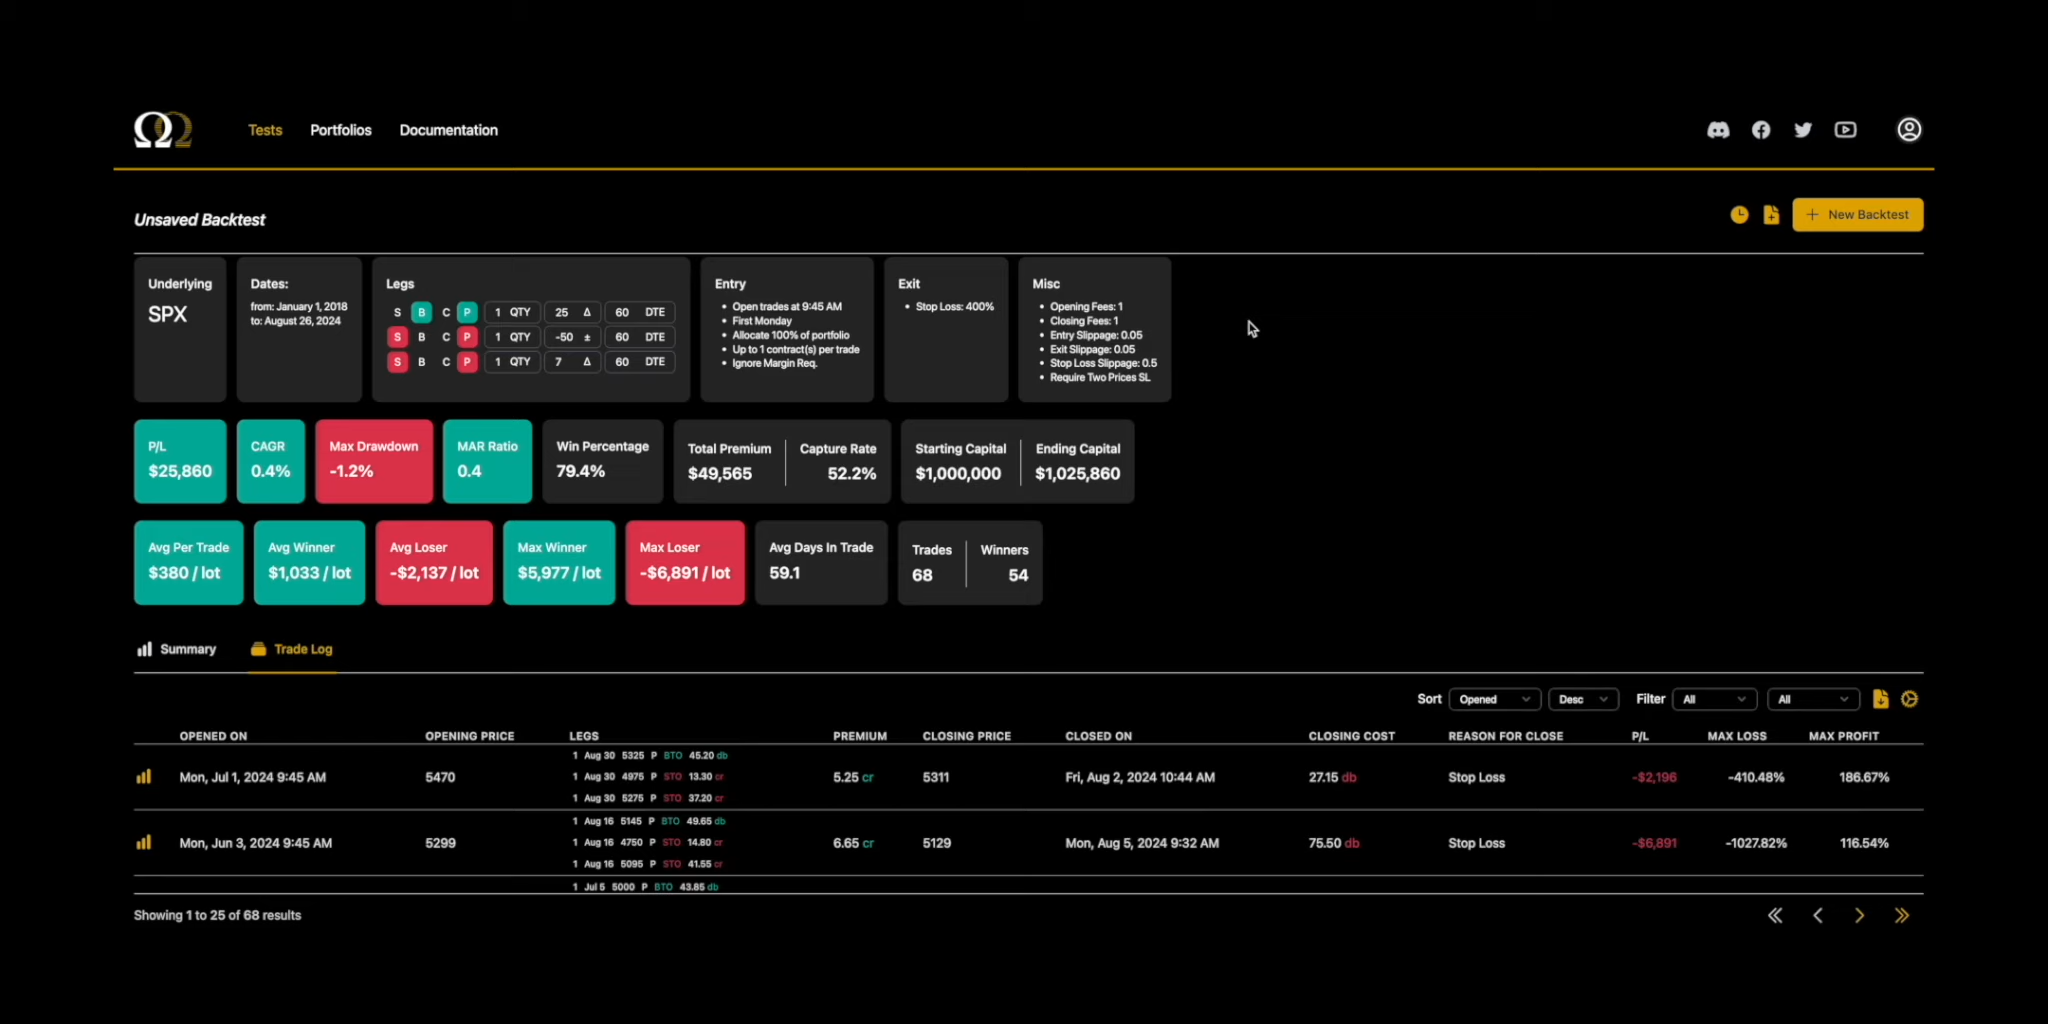 Tests Portfolios Documentation
Unsaved Backtest
New Backtest
Underlying
SPX
Dates:
from: January 1, 2018
to: August 26, 2024
Legs
S B C P 1 QTY 25 Δ 60 DTE
S B C P 1 QTY -50 ± 60 DTE
S B C P 1 QTY 7 Δ 60 DTE
Entry
• Open trades at 9:45 AM
• First Monday
• Allocate 100% of portfolio
• Up to 1 contract(s) per trade
• Ignore Margin Req.
Exit
• Stop Loss: 400%
Misc
• Opening Fees: 1
• Closing Fees: 1
• Entry Slippage: 0.05
• Exit Slippage: 0.05
• Stop Loss Slippage: 0.5
• Require Two Prices SL
P/L
$25,860
CAGR
0.4%
Max Drawdown
-1.2%
MAR Ratio
0.4
Win Percentage
79.4%
Total Premium
$49,565
Capture Rate
52.2%
Starting Capital
$1,000,000
Ending Capital
$1,025,860
Avg Per Trade
$380 / lot
Avg Winner
$1,033 / lot
Avg Loser
-$2,137 / lot
Max Winner
$5,977 / lot
Max Loser
-$6,891 / lot
Avg Days In Trade
59.1
Trades
68
Winners
54
Summary Trade Log
Sort Opened Desc Filter All All
OPENED ON OPENING PRICE LEGS PREMIUM CLOSING PRICE CLOSED ON CLOSING COST REASON FOR CLOSE P/L MAX LOSS MAX PROFIT
1 Aug 30 5325 P BTO 45.20 db
Mon, Jul 1, 2024 9:45 AM 5470 1 Aug 30 4975 P STO 13.30 cr 5.25 cr 5311 Fri, Aug 2, 2024 10:44 AM 27.15 db Stop Loss -$2,196 -410.48% 186.67%
1 Aug 30 5275 P STO 37.20 cr
1 Aug 16 5145 P BTO 49.65 db
Mon, Jun 3, 2024 9:45 AM 5299 1 Aug 16 4750 P STO 14.80 cr 6.65 cr 5129 Mon, Aug 5, 2024 9:32 AM 75.50 db Stop Loss -$6,891 -1027.82% 116.54%
1 Aug 16 5095 P STO 41.55 cr
1 Jul 5 5000 P BTO 43.85 db
Showing 1 to 25 of 68 results